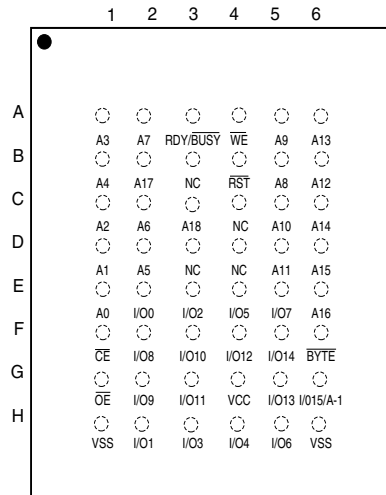 1 2 3 4 5 6
A
A3 A7 RDY/BUSY WE A9 A13
B
A4 A17 NC RST A8 A12
C
A2 A6 A18 NC A10 A14
D
A1 A5 NC NC A11 A15
E
A0 I/O0 I/O2 I/O5 I/O7 A16
F
CE I/O8 I/O10 I/O12 I/O14 BYTE
G
OE I/O9 I/O11 VCC I/O13 I/015/A-1
H
VSS I/O1 I/O3 I/O4 I/O6 VSS